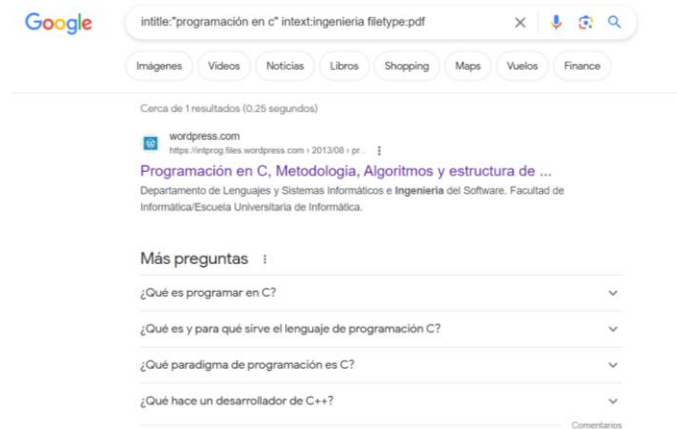 Google
intitle:"programación en c" intext:ingenieria filetype:pdf
Imágenes Videos Noticias Libros Shopping Maps Vuelos Finance
Cerca de 1 resultados (0.25 segundos)
wordpress.com
https://intprog.files.wordpress.com › 2013/08 › pr...
Programación en C, Metodologia, Algoritmos y estructura de ...
Departamento de Lenguajes y Sistemas Informáticos e Ingenieria del Software. Facultad de
Informática/Escuela Universitaria de Informática.
Más preguntas
¿Qué es programar en C?
¿Qué es y para qué sirve el lenguaje de programación C?
¿Qué paradigma de programación es C?
¿Qué hace un desarrollador de C++?
Comentarios